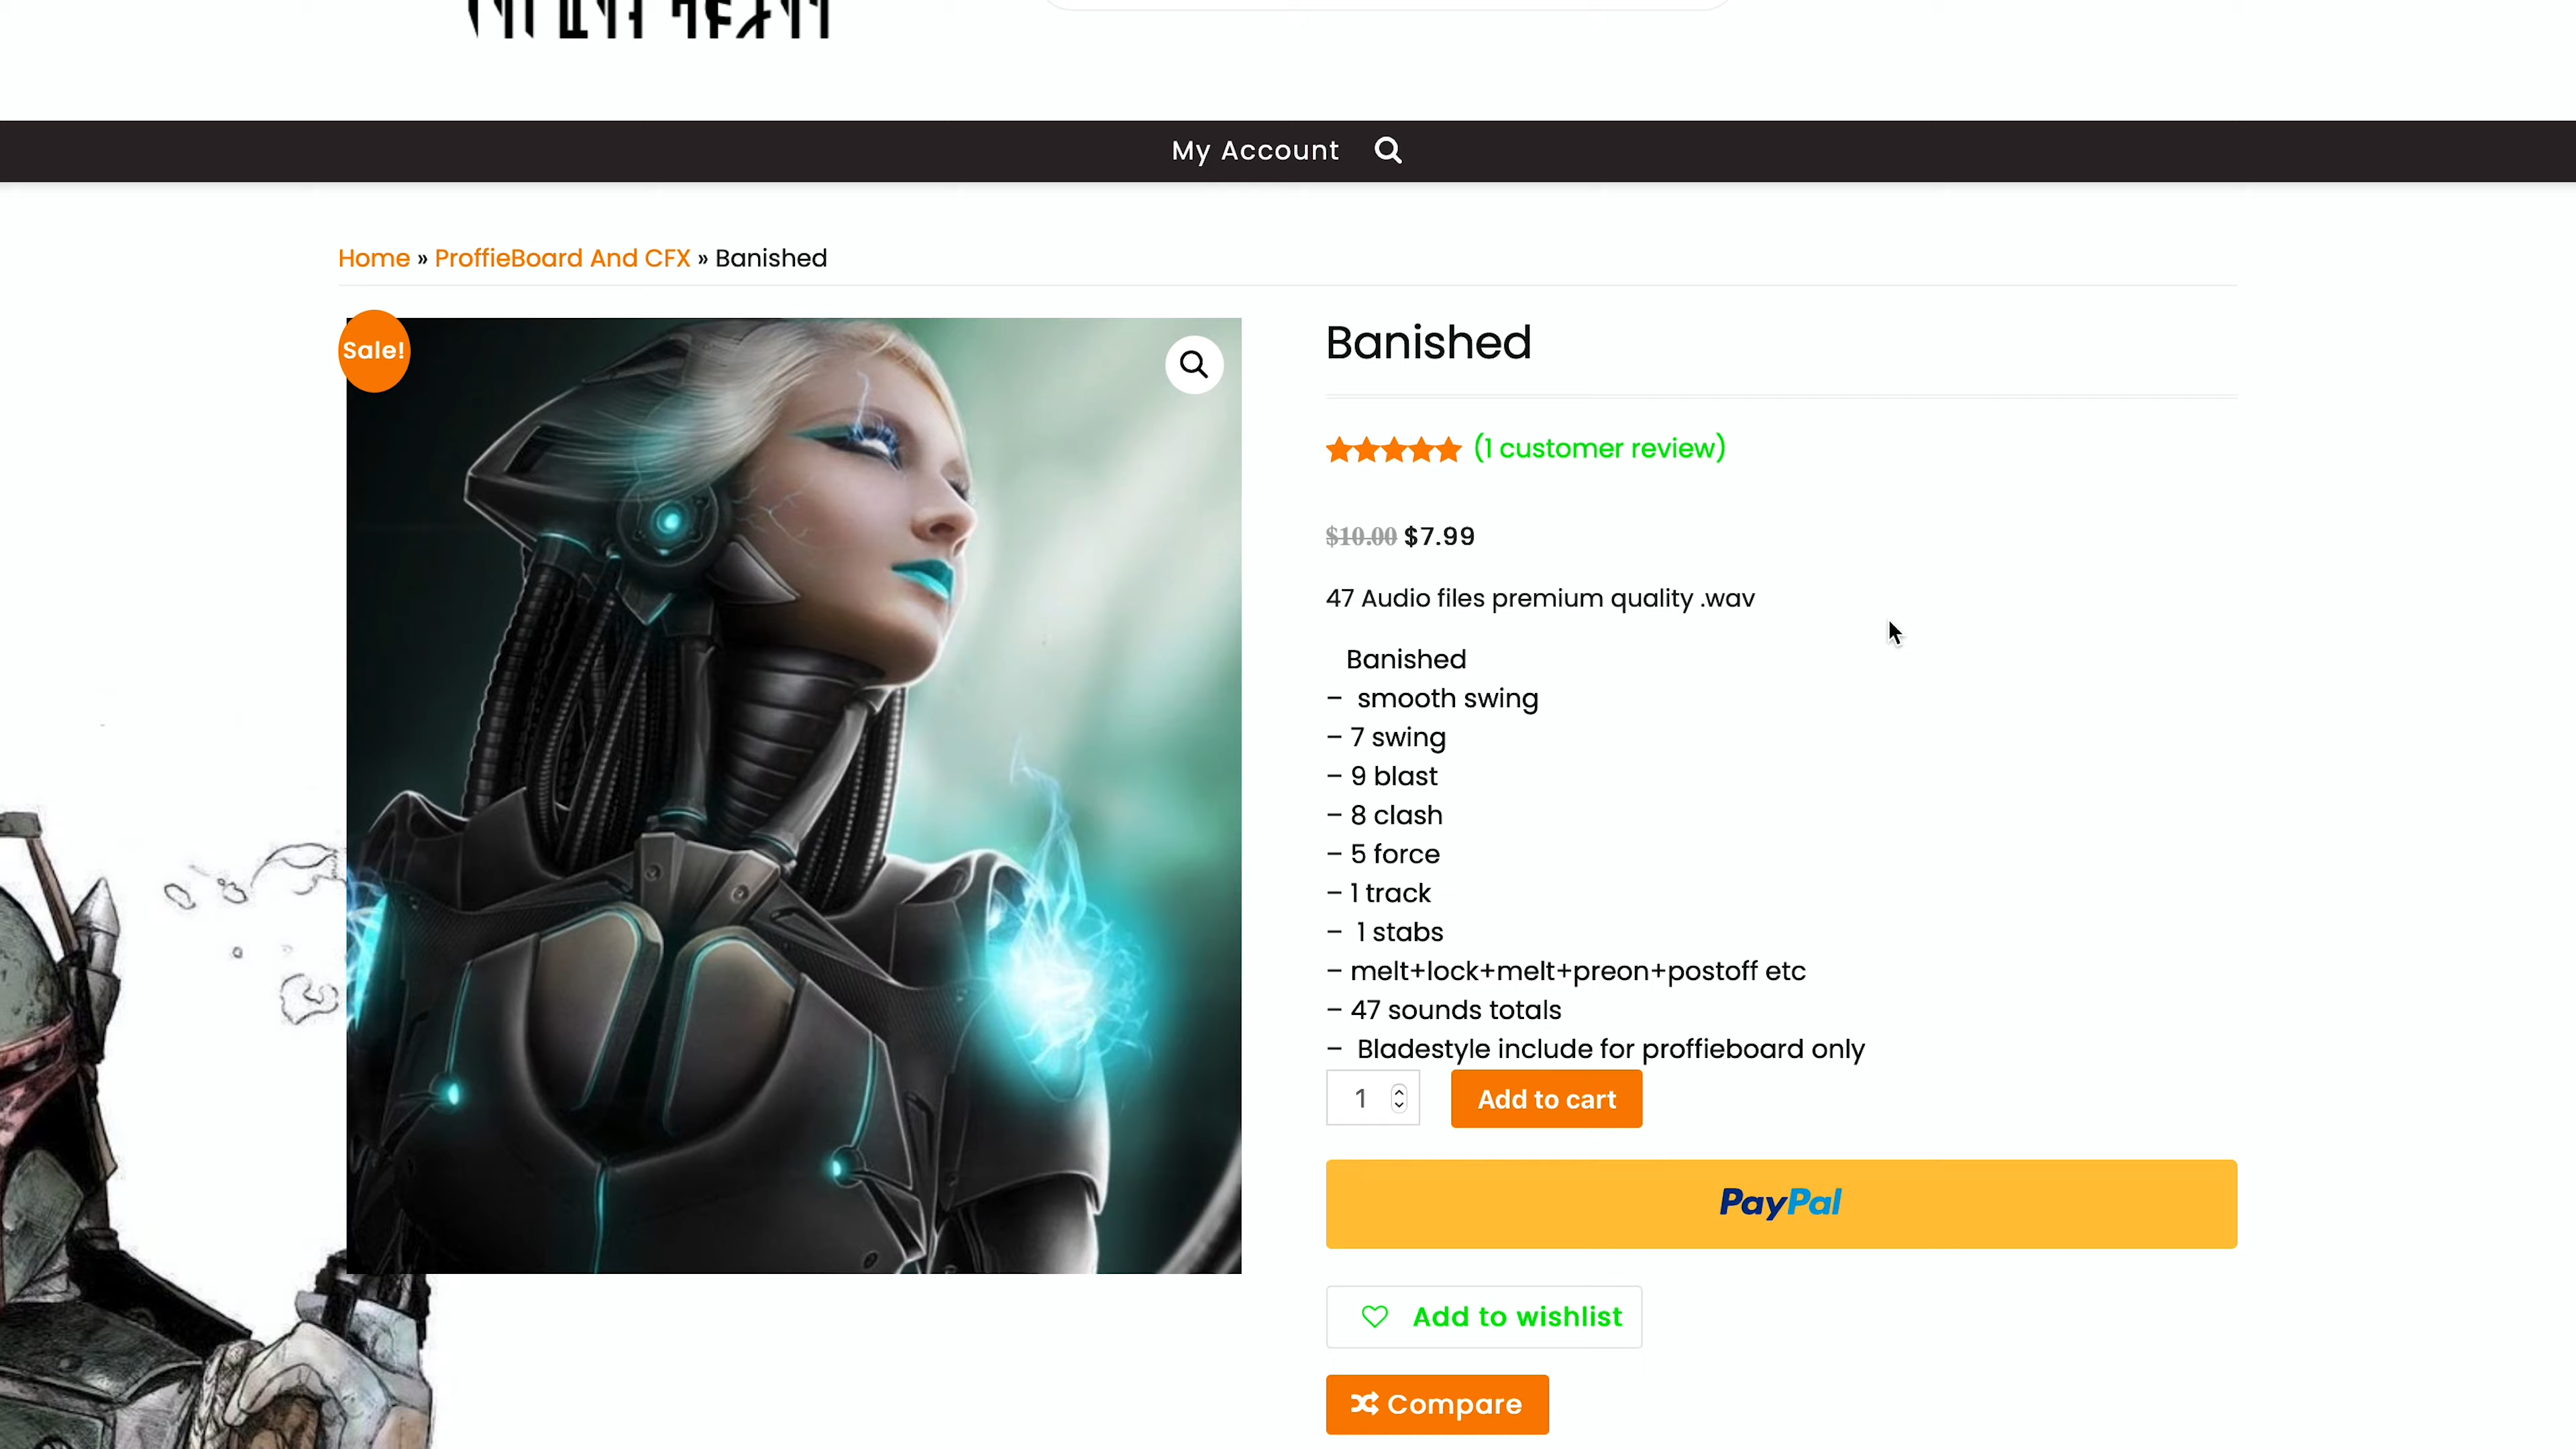 My Account
Home » ProffieBoard And CFX » Banished
Sale!
Banished
(1 customer review)
$10.00 $7.99
47 Audio files premium quality .wav
Banished
– smooth swing
– 7 swing
– 9 blast
– 8 clash
– 5 force
– 1 track
– 1 stabs
– melt+lock+melt+preon+postoff etc
– 47 sounds totals
– Bladestyle include for proffieboard only
1
Add to cart
PayPal
Add to wishlist
Compare